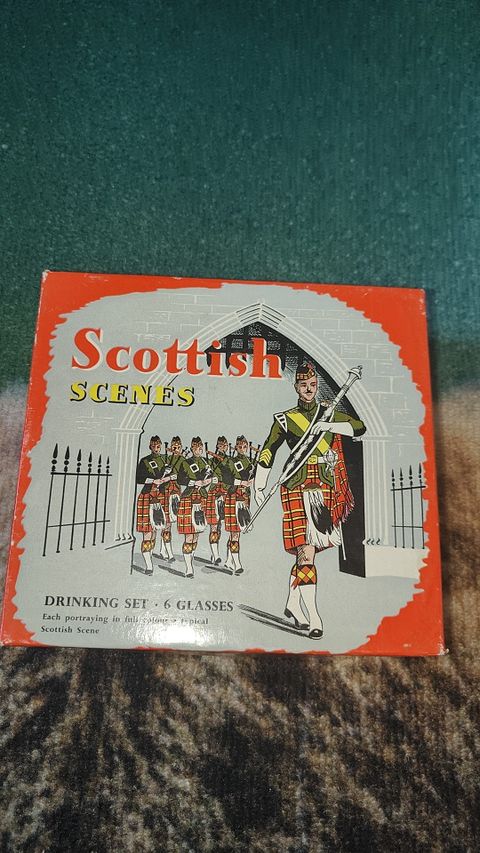 Scottish
SCENES
DRINKING SET · 6 GLASSES
Each portraying in full colour a typical
Scottish Scene